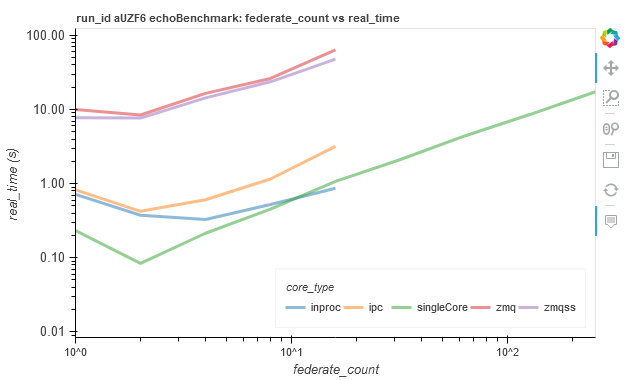 run_id aUZF6 echoBenchmark: federate_count vs real_time
100.00
10.00
1.00
0.10
0.01
real_time (s)
10^0
10^1
10^2
federate_count
core_type
inproc ipc singleCore zmq zmqss